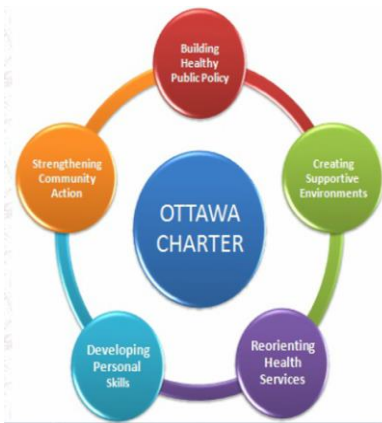 Building
Healthy
Public Policy
Strengthening
Community
Action
Creating
Supportive
Environments
OTTAWA
CHARTER
Developing
Personal
Skills
Reorienting
Health
Services